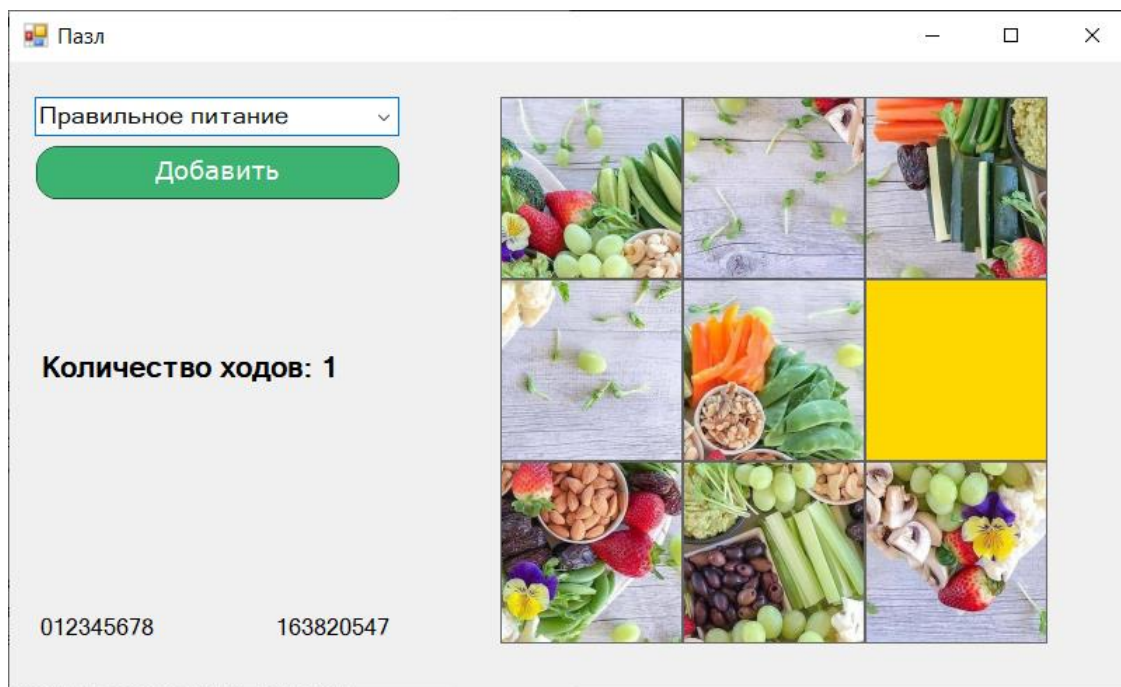 Пазл
Правильное питание
Добавить
Количество ходов: 1
012345678 163820547